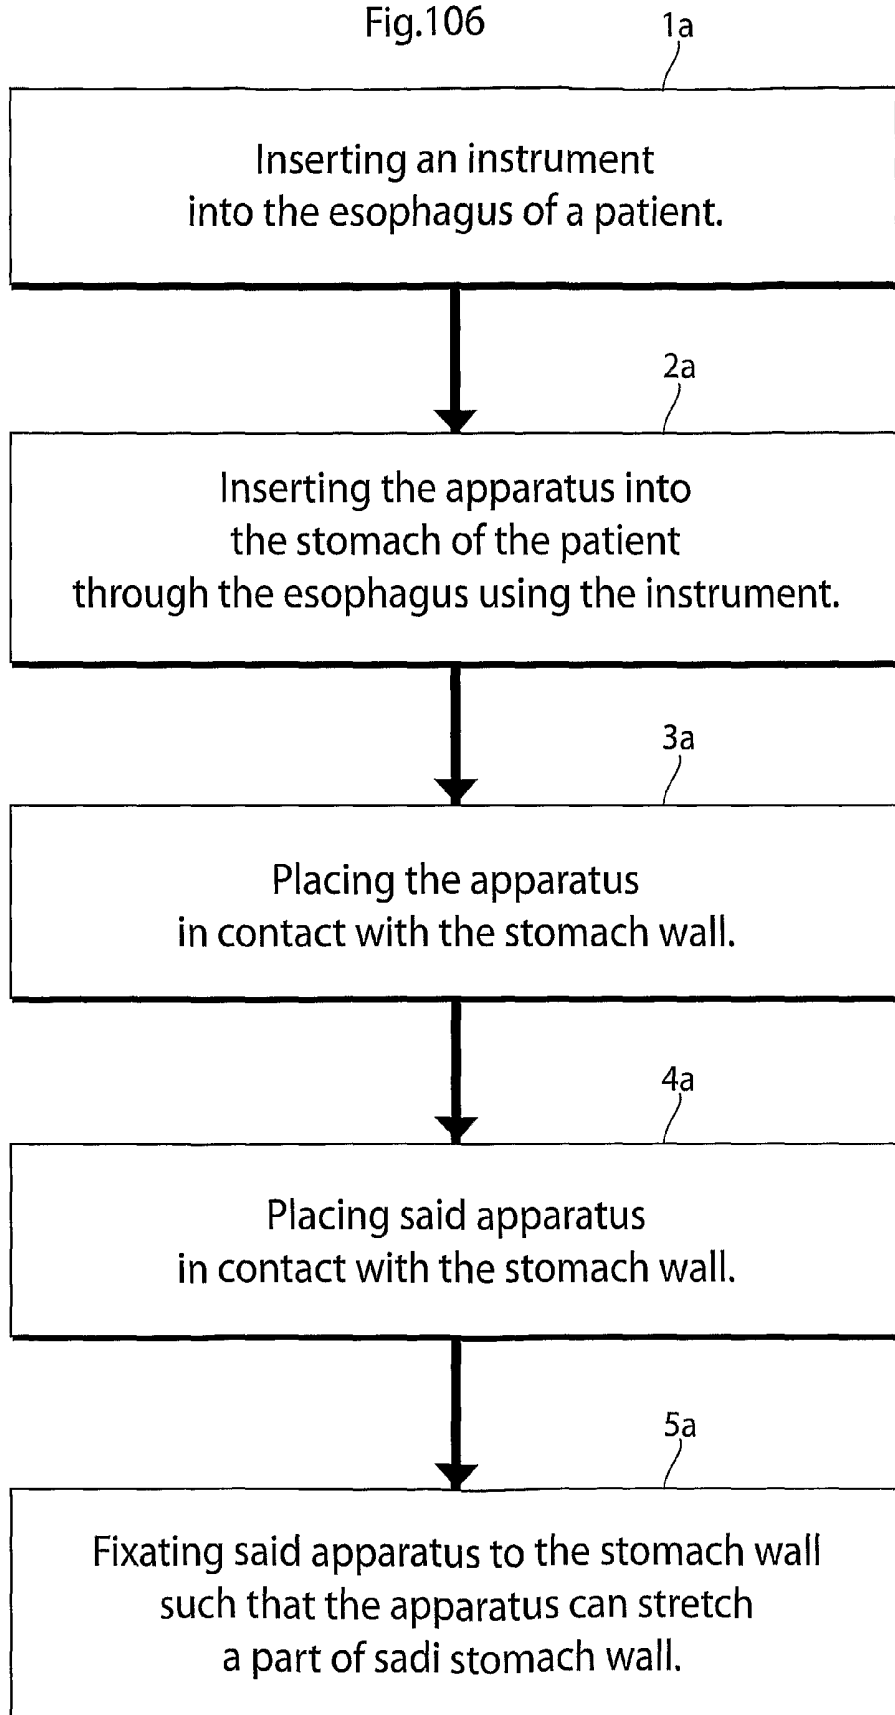 Fig.106
1a
Inserting an instrument
into the esophagus of a patient.
2a
Inserting the apparatus into
the stomach of the patient
through the esophagus using the instrument.
3a
Placing the apparatus
in contact with the stomach wall.
4a
Placing said apparatus
in contact with the stomach wall.
5a
Fixating said apparatus to the stomach wall
such that the apparatus can stretch
a part of sadi stomach wall.